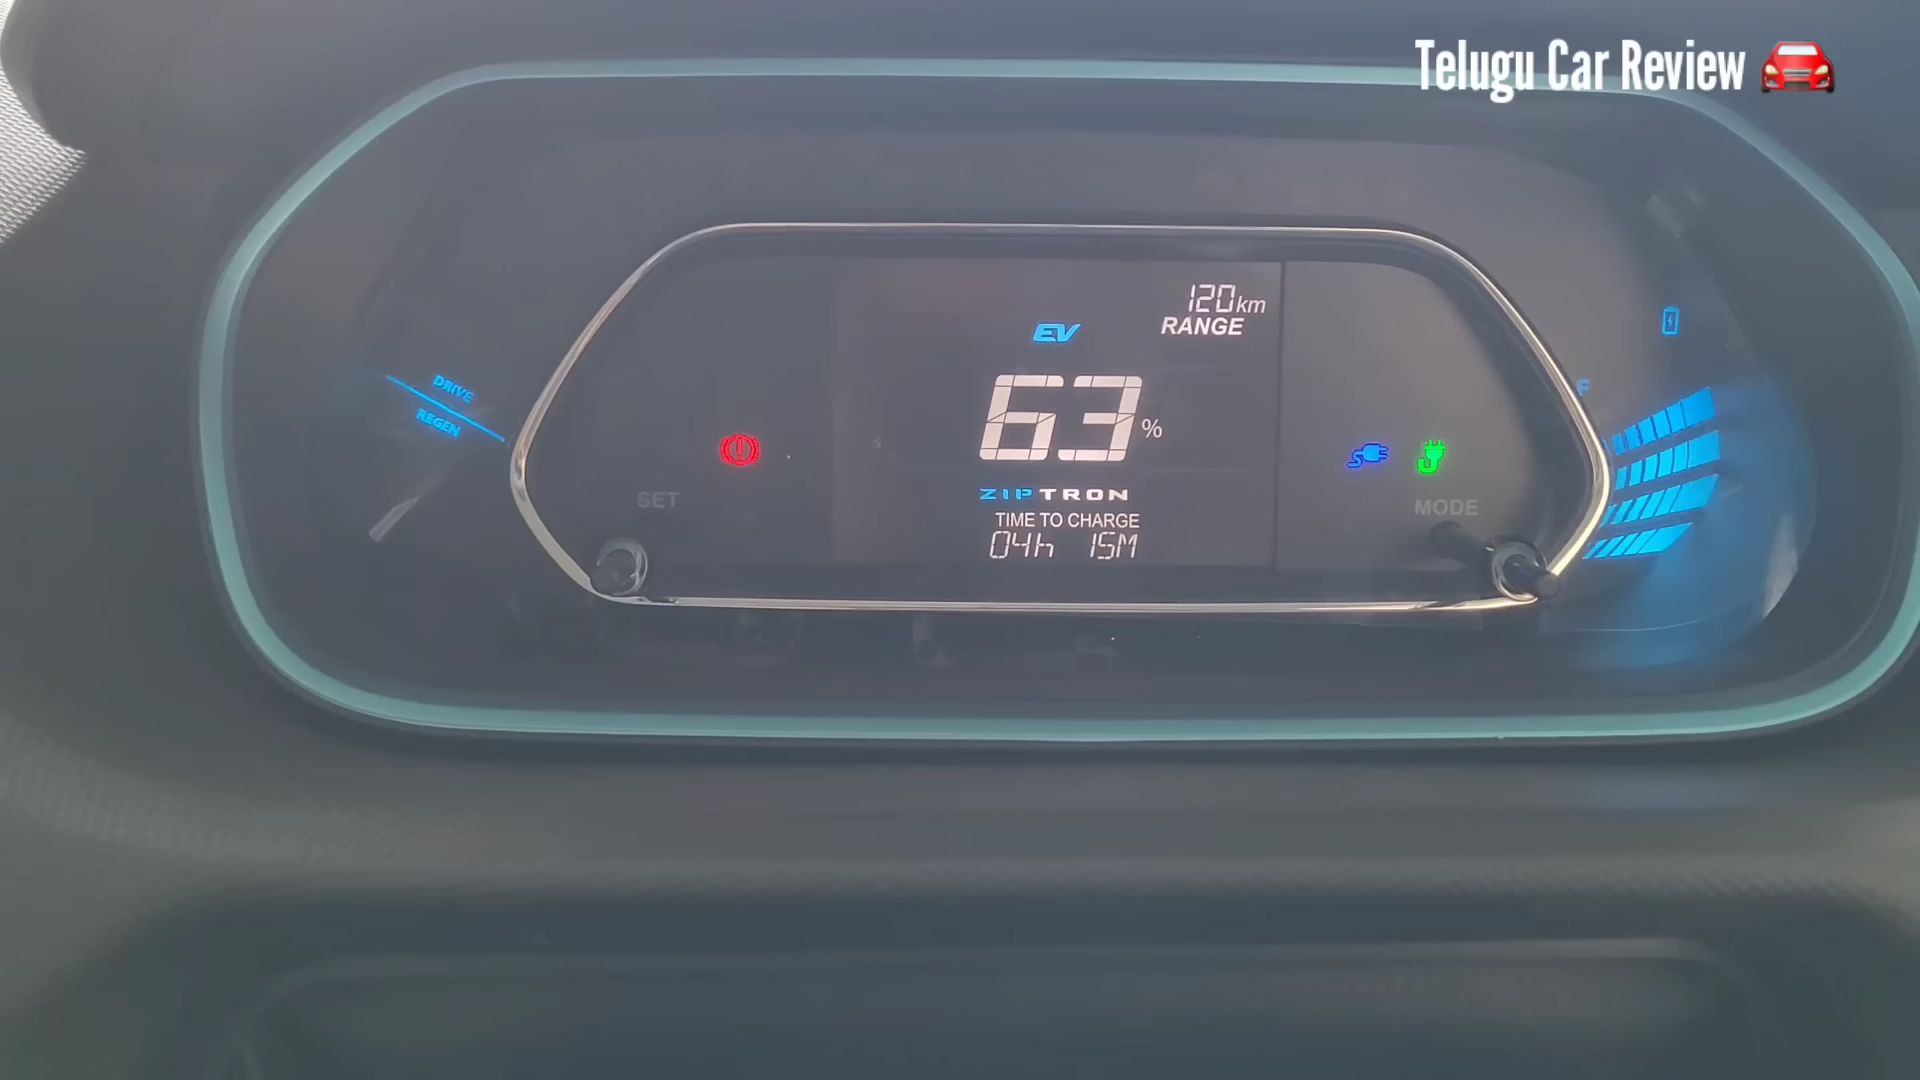 Telugu Car Review
120km
RANGE
EV
DRIVE
REGEN
F
63%
SET
ZIPTRON
MODE
TIME TO CHARGE
04h 15M